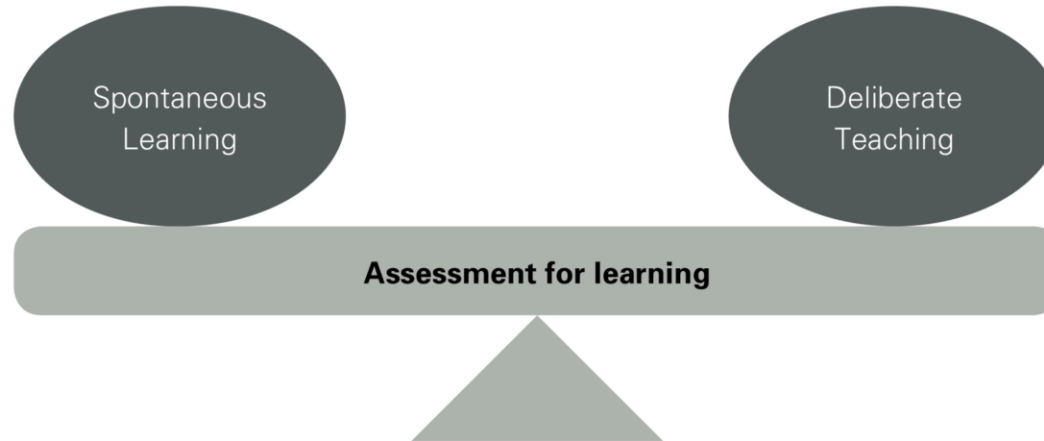 Spontaneous
Learning
Deliberate
Teaching
Assessment for learning